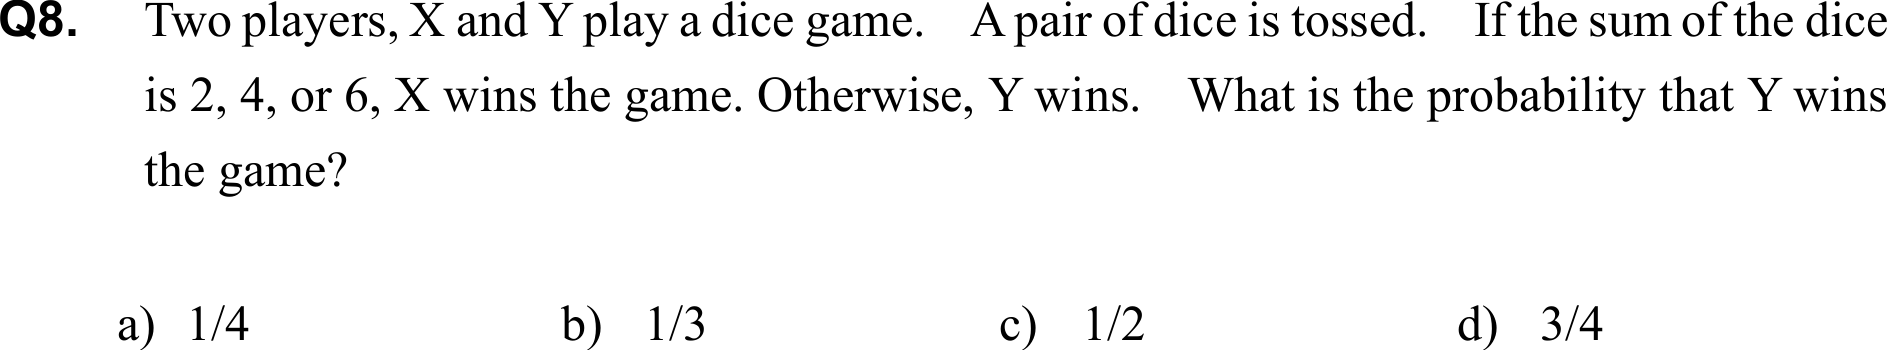 Q8. Two players, X and Y play a dice game. A pair of dice is tossed. If the sum of the dice
is 2, 4, or 6, X wins the game. Otherwise, Y wins. What is the probability that Y wins
the game?
a) 1/4 b) 1/3 c) 1/2 d) 3/4